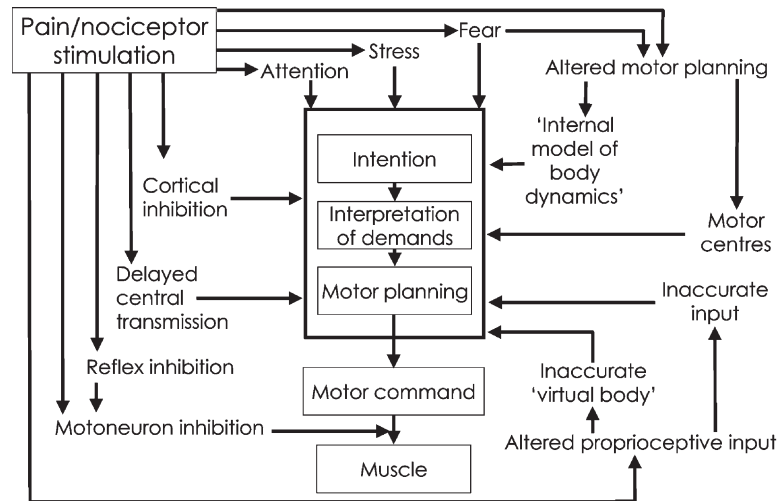 Pain/nociceptor
stimulation
Fear
Stress
Attention
Altered motor planning
'Internal
model of
body
dynamics'
Intention
Cortical
inhibition
Interpretation
of demands
Motor
centres
Delayed
central
transmission
Motor planning
Inaccurate
input
Reflex inhibition
Inaccurate
'virtual body'
Motor command
Motoneuron inhibition
Altered proprioceptive input
Muscle